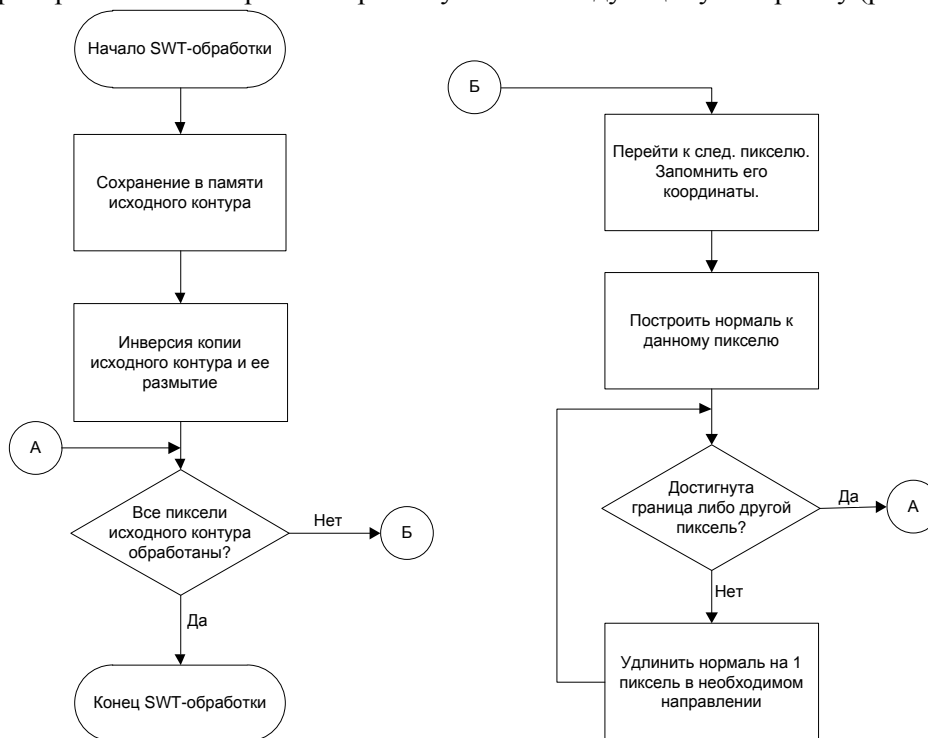 Начало SWT-обработки
Сохранение в памяти
исходного контура
Инверсия копии
исходного контура и ее
размытие
А
Все пиксели
исходного контура
обработаны?
Нет
Б
Да
Конец SWT-обработки
Б
Перейти к след. пикселю.
Запомнить его
координаты.
Построить нормаль к
данному пикселю
Достигнута
граница либо другой
пиксель?
Да
А
Нет
Удлинить нормаль на 1
пиксель в необходимом
направлении